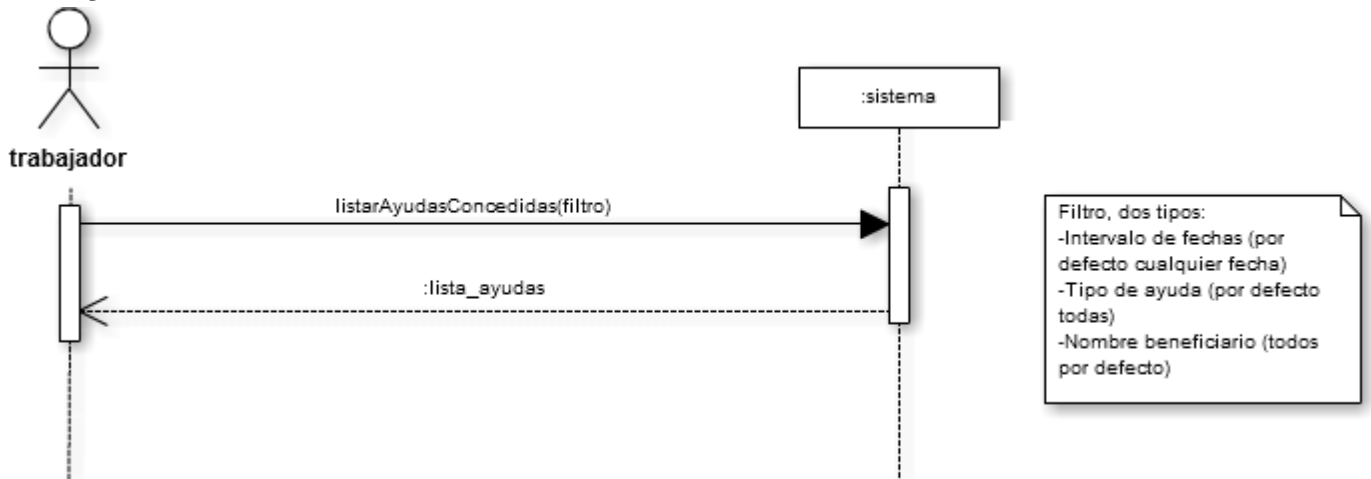 :sistema
trabajador
listarAyudasConcedidas(filtro)
:lista_ayudas
Filtro, dos tipos:
-Intervalo de fechas (por
defecto cualquier fecha)
-Tipo de ayuda (por defecto
todas)
-Nombre beneficiario (todos
por defecto)